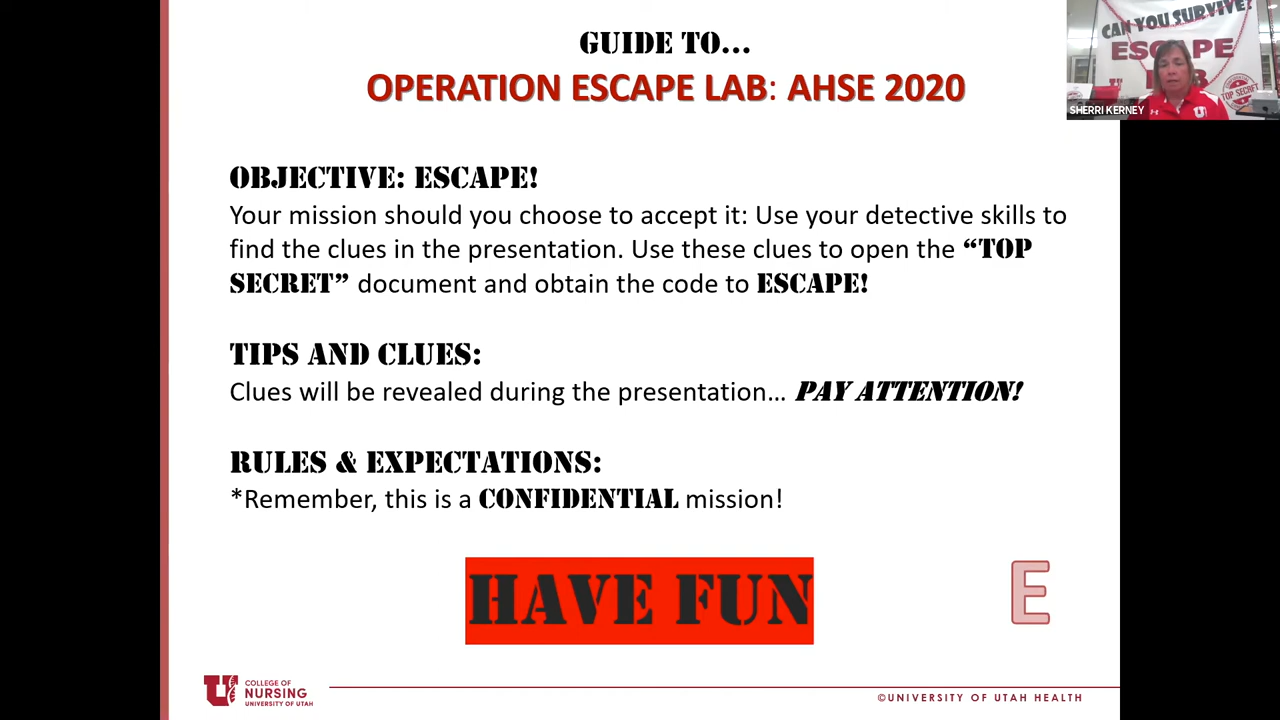 GUIDE TO...
OPERATION ESCAPE LAB: AHSE 2020
CAN YOU SURVIVE?
ESCAPE
TOP SECRET
SHERRI KERNEY
OBJECTIVE: ESCAPE!
Your mission should you choose to accept it: Use your detective skills to
find the clues in the presentation. Use these clues to open the “TOP
SECRET” document and obtain the code to ESCAPE!
TIPS AND CLUES:
Clues will be revealed during the presentation… PAY ATTENTION!
RULES & EXPECTATIONS:
*Remember, this is a CONFIDENTIAL mission!
HAVE FUN
E
U
COLLEGE OF
NURSING
UNIVERSITY OF UTAH
©UNIVERSITY OF UTAH HEALTH